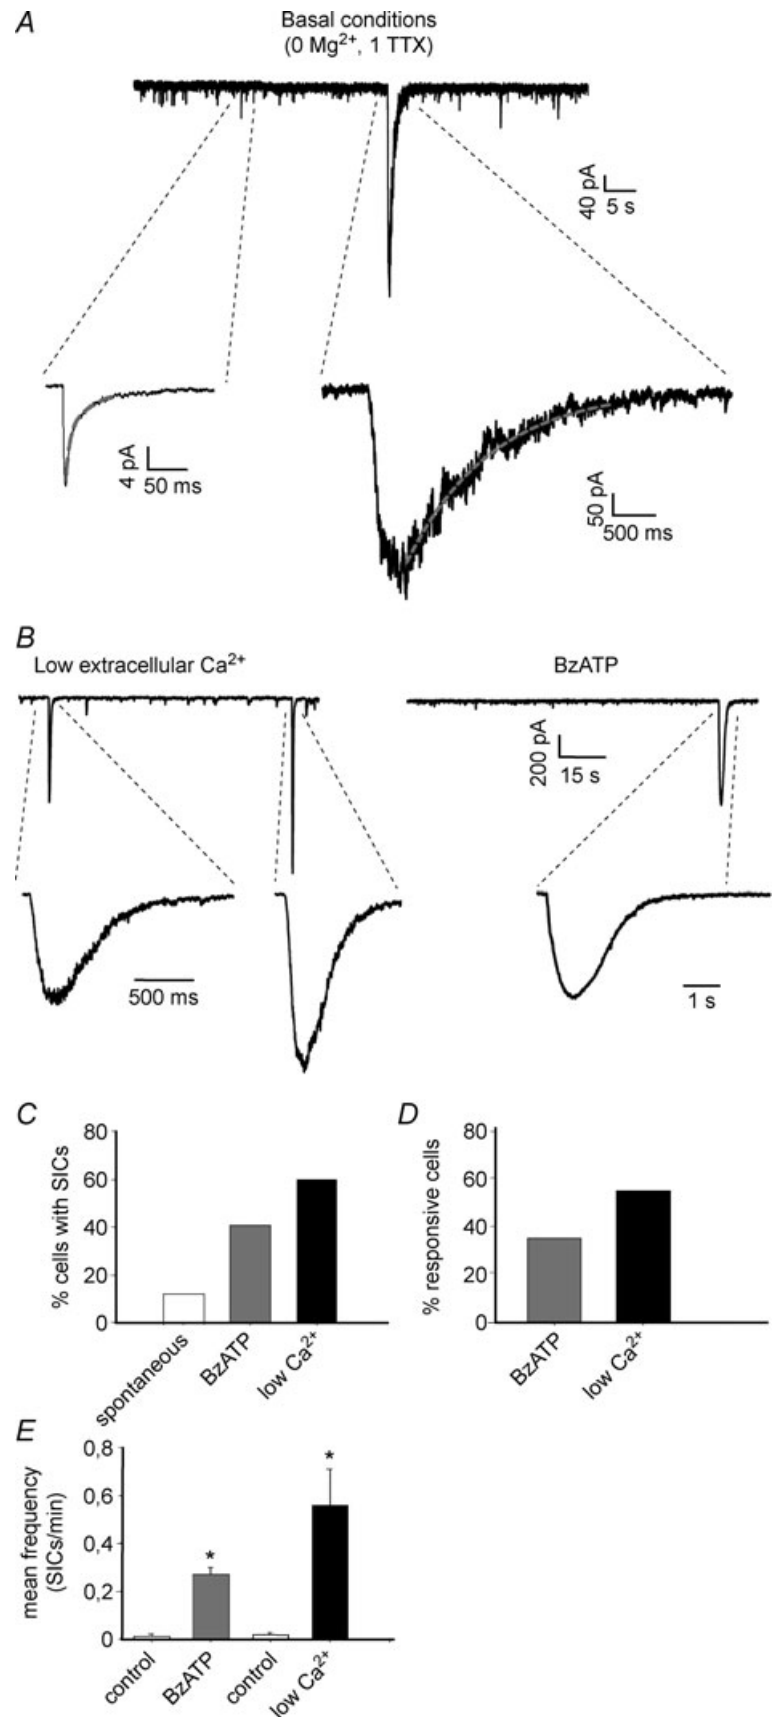 A
Basal conditions
(0 Mg²⁺, 1 TTX)
40 pA
5 s
4 pA
50 ms
50 pA
500 ms
B
Low extracellular Ca²⁺
BzATP
200 pA
15 s
500 ms
1 s
C
% cells with SICs
80
60
40
20
0
spontaneous
BzATP
low Ca²⁺
D
% responsive cells
80
60
40
20
0
BzATP
low Ca²⁺
E
mean frequency
(SICs/min)
0,8
0,6
0,4
0,2
0
*
*
control
BzATP
control
low Ca²⁺